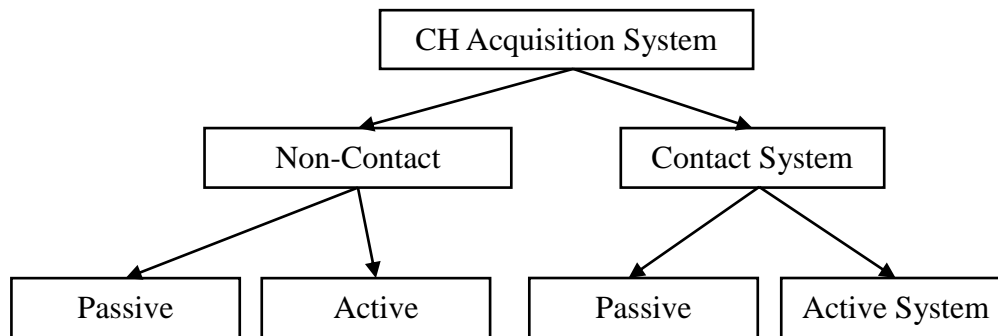 CH Acquisition System
Non-Contact
Contact System
Passive
Active
Passive
Active System